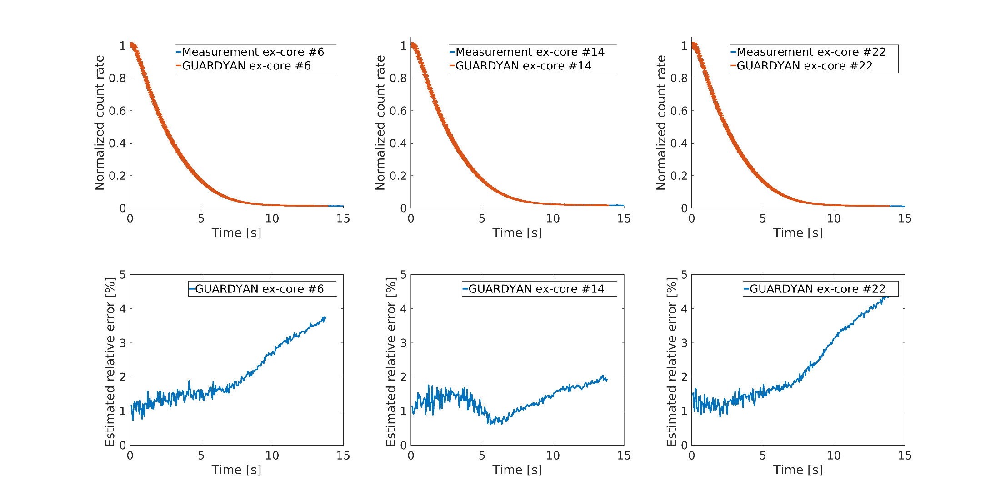 Normalized count rate
1
0.8
0.6
0.4
0.2
0
Measurement ex-core #6
GUARDYAN ex-core #6
0 5 10 15
Time [s]
Normalized count rate
1
0.8
0.6
0.4
0.2
0
Measurement ex-core #14
GUARDYAN ex-core #14
0 5 10 15
Time [s]
Normalized count rate
1
0.8
0.6
0.4
0.2
0
Measurement ex-core #22
GUARDYAN ex-core #22
0 5 10 15
Time [s]
Estimated relative error [%]
5
4
3
2
1
0
GUARDYAN ex-core #6
0 5 10 15
Time [s]
Estimated relative error [%]
5
4
3
2
1
0
GUARDYAN ex-core #14
0 5 10 15
Time [s]
Estimated relative error [%]
5
4
3
2
1
0
GUARDYAN ex-core #22
0 5 10 15
Time [s]